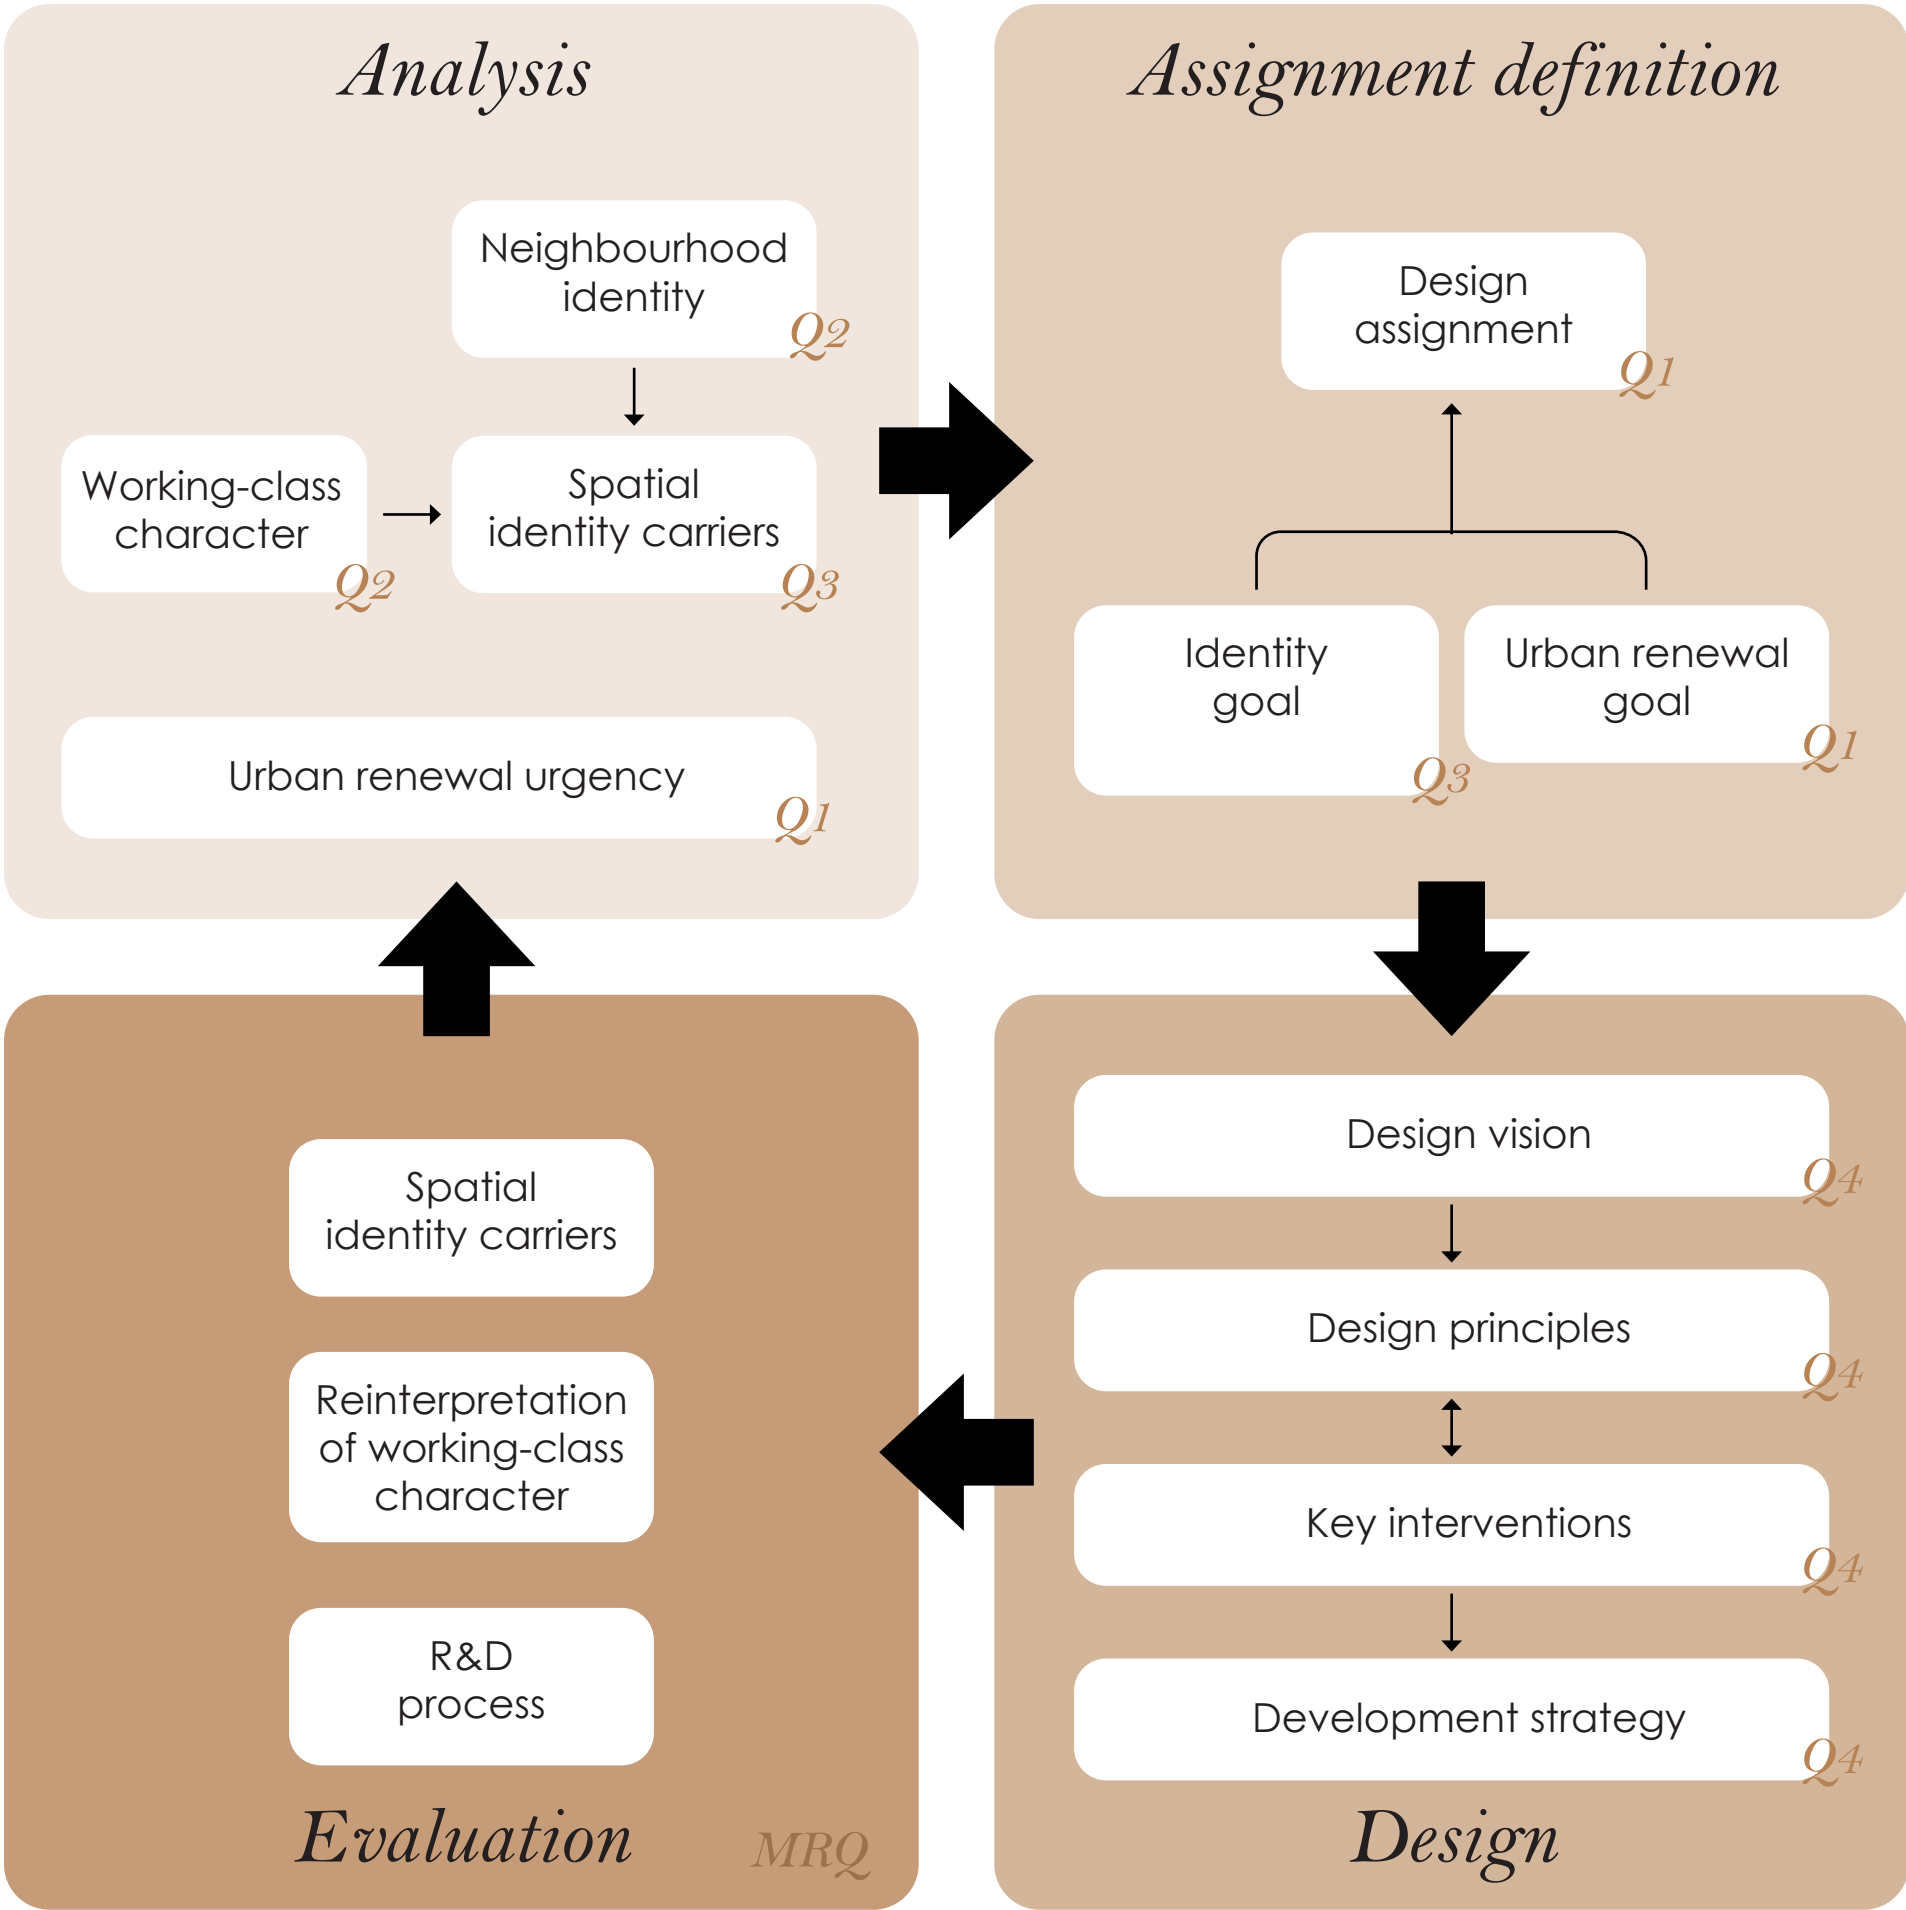 Analysis
Neighbourhood
identity
Q2
Working-class
character
Q2
Spatial
identity carriers
Q3
Urban renewal urgency
Q1
Assignment definition
Design
assignment
Q1
Identity
goal
Q3
Urban renewal
goal
Q1
Design vision
Q4
Design principles
Q4
Key interventions
Q4
Development strategy
Q4
Design
Spatial
identity carriers
Reinterpretation
of working-class
character
R&D
process
Evaluation
MRQ